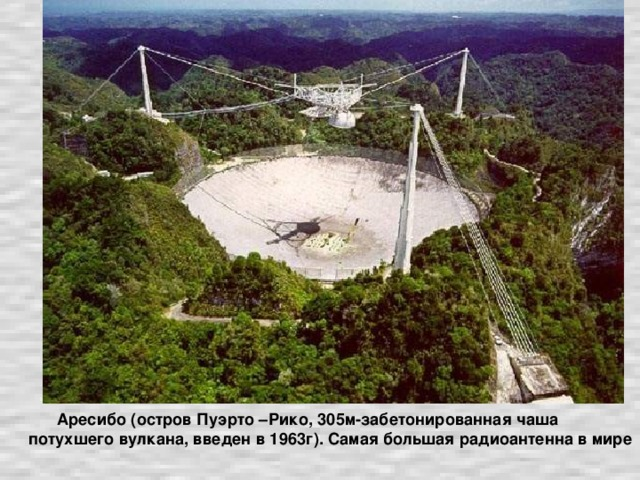 Аресибо (остров Пуэрто –Рико, 305м-забетонированная чаша
потухшего вулкана, введен в 1963г). Самая большая радиоантенна в мире